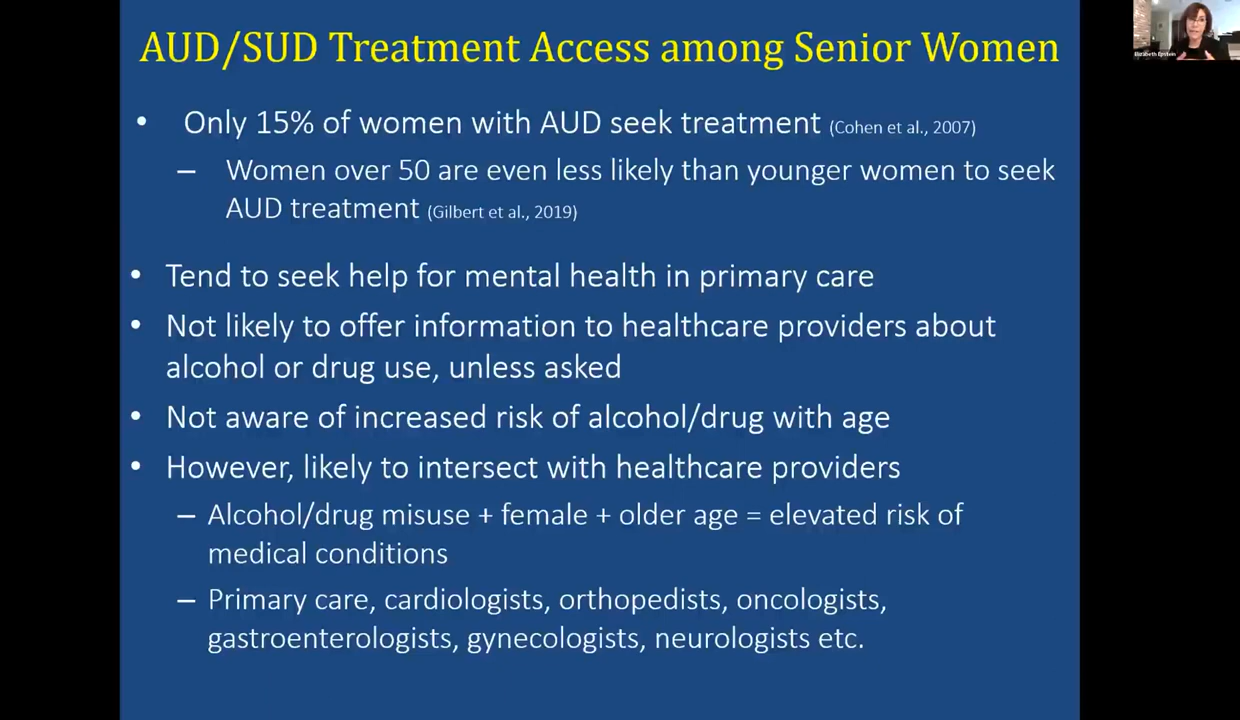 AUD/SUD Treatment Access among Senior Women
• Only 15% of women with AUD seek treatment (Cohen et al., 2007)
– Women over 50 are even less likely than younger women to seek
AUD treatment (Gilbert et al., 2019)
• Tend to seek help for mental health in primary care
• Not likely to offer information to healthcare providers about
alcohol or drug use, unless asked
• Not aware of increased risk of alcohol/drug with age
• However, likely to intersect with healthcare providers
– Alcohol/drug misuse + female + older age = elevated risk of
medical conditions
– Primary care, cardiologists, orthopedists, oncologists,
gastroenterologists, gynecologists, neurologists etc.
Elizabeth Epstein